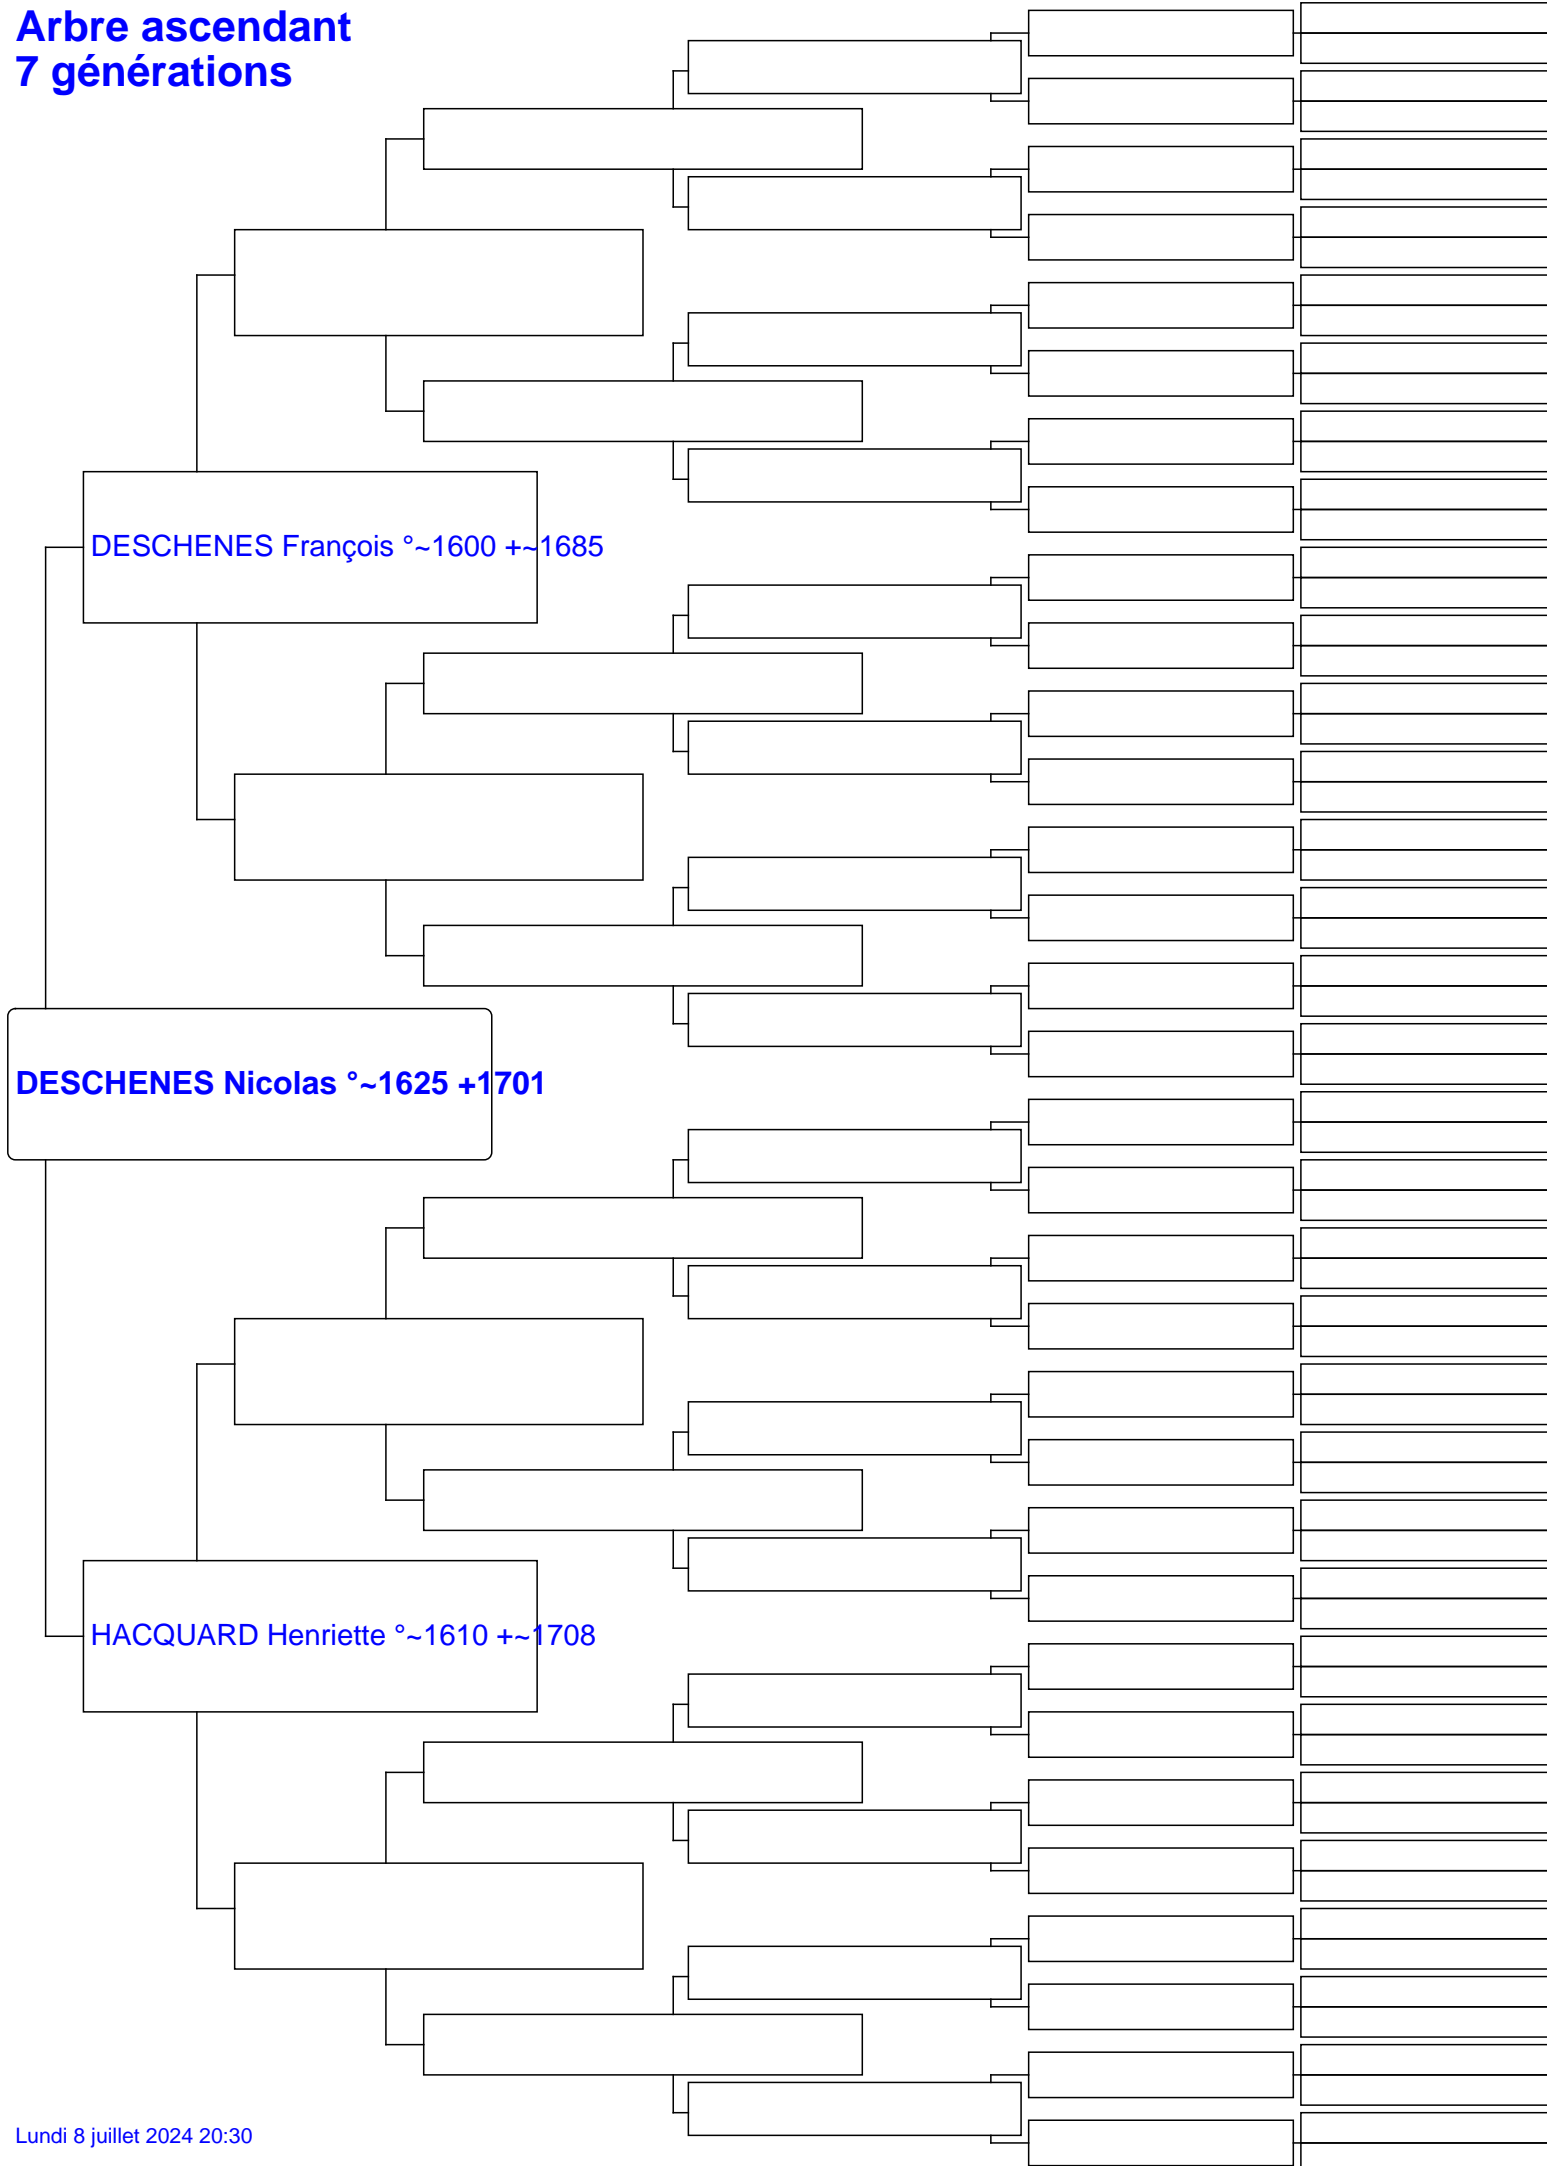 Arbre ascendant
7 générations
DESCHENES François °~1600 +~1685
DESCHENES Nicolas °~1625 +1701
HACQUARD Henriette °~1610 +~1708
Lundi 8 juillet 2024 20:30